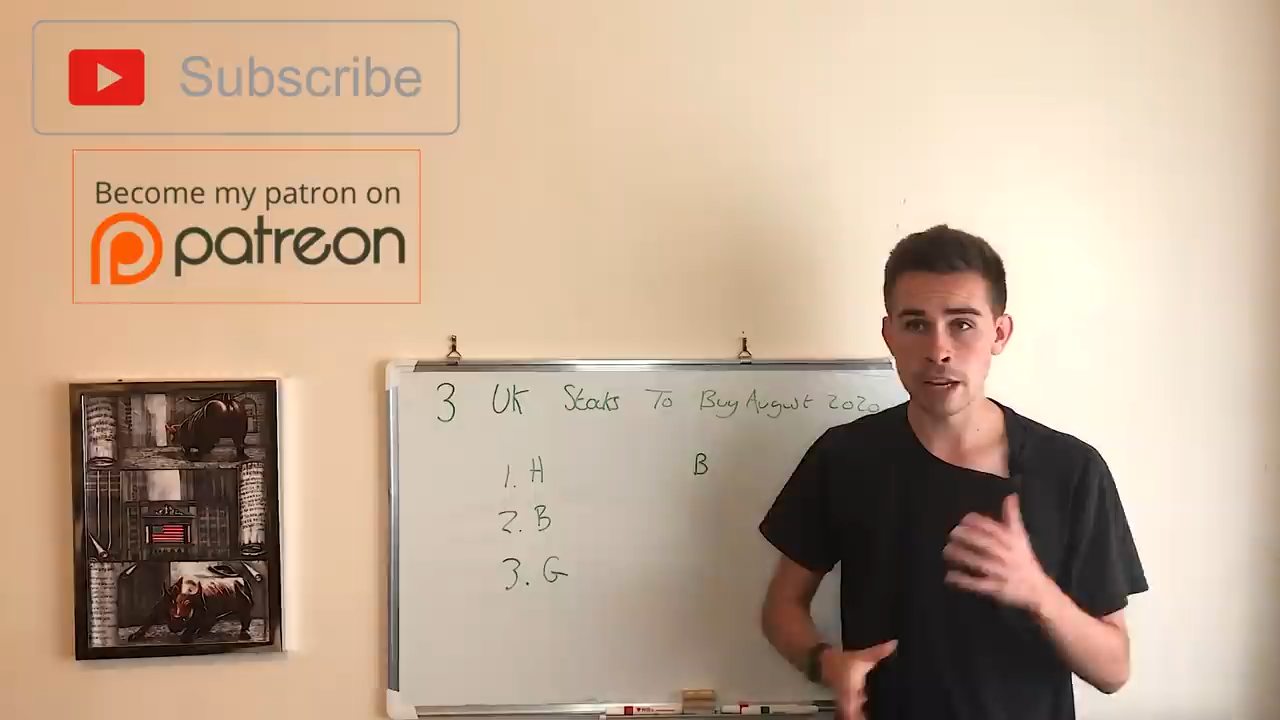 Subscribe
Become my patron on
patreon
3 UK Stocks To Buy August 2020
1. H
B
2. B
3. G